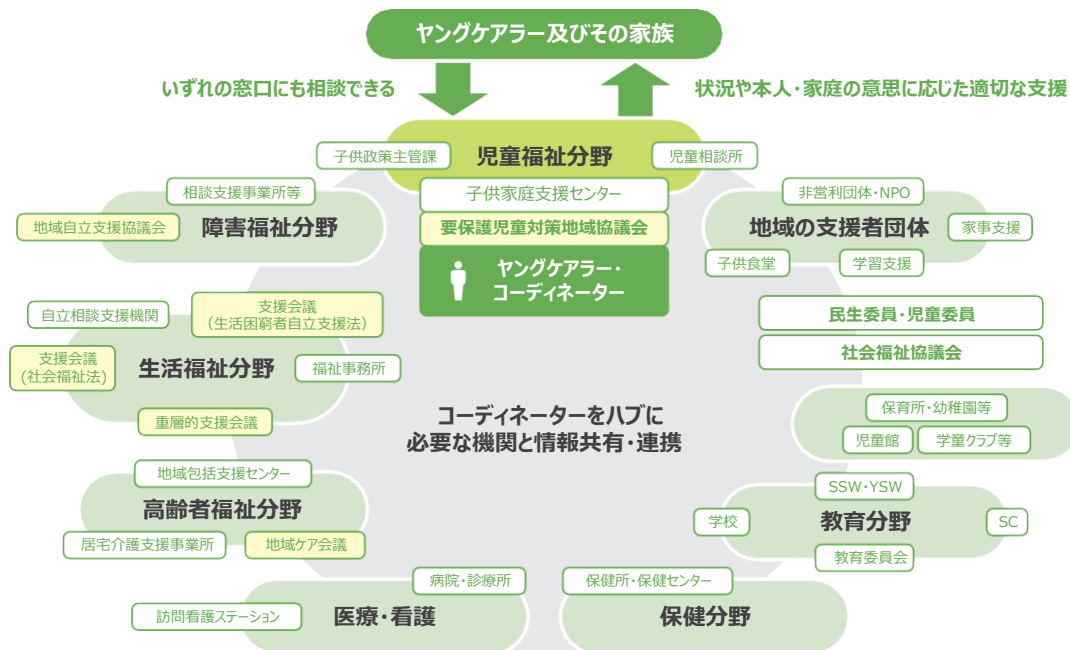 ヤングケアラー及びその家族
いずれの窓口にも相談できる
状況や本人・家庭の意思に応じた適切な支援
子供政策主管課
児童福祉分野
児童相談所
子供家庭支援センター
要保護児童対策地域協議会
ヤングケアラー・
コーディネーター
相談支援事業所等
地域自立支援協議会
障害福祉分野
非営利団体・NPO
地域の支援者団体
家事支援
子供食堂
学習支援
自立相談支援機関
支援会議
（生活困窮者自立支援法）
支援会議
(社会福祉法)
生活福祉分野
福祉事務所
重層的支援会議
民生委員・児童委員
社会福祉協議会
コーディネーターをハブに
必要な機関と情報共有・連携
保育所・幼稚園等
児童館
学童クラブ等
地域包括支援センター
高齢者福祉分野
居宅介護支援事業所
地域ケア会議
SSW・YSW
学校
教育分野
SC
教育委員会
病院・診療所
訪問看護ステーション
医療・看護
保健所・保健センター
保健分野